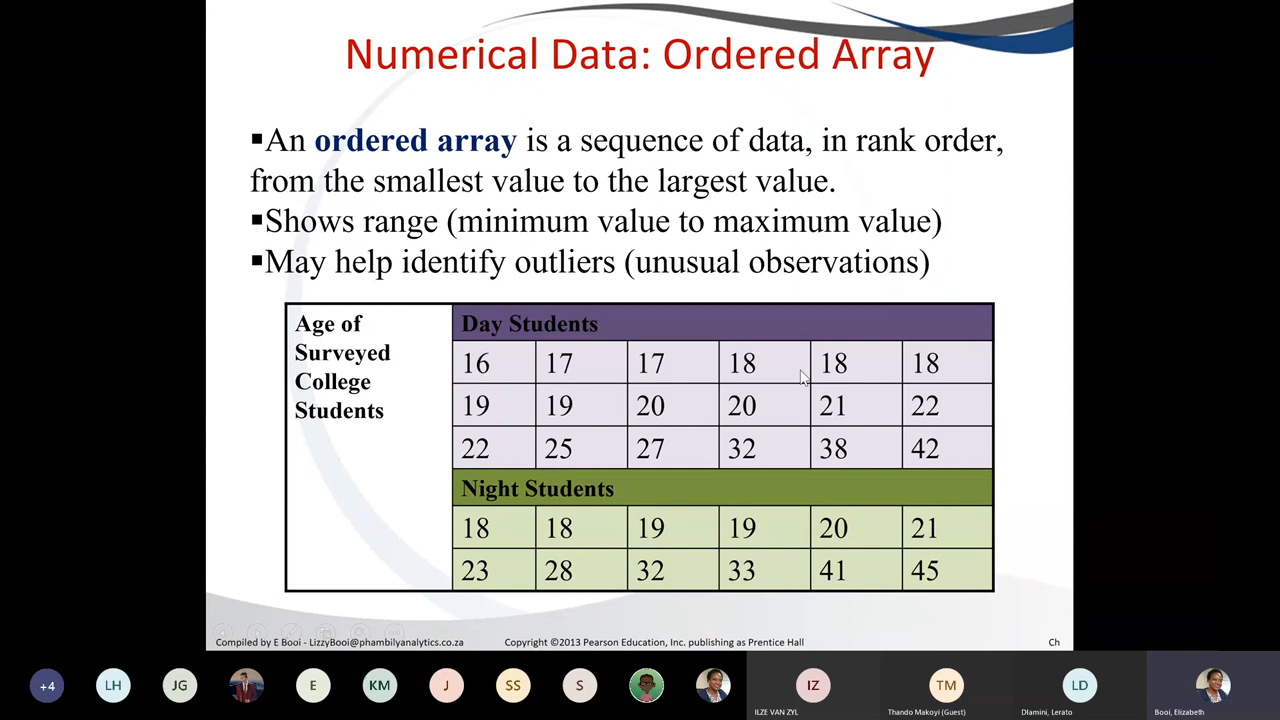 Numerical Data: Ordered Array
▪An ordered array is a sequence of data, in rank order,
from the smallest value to the largest value.
▪Shows range (minimum value to maximum value)
▪May help identify outliers (unusual observations)
Age of
Surveyed
College
Students
Day Students
16 17 17 18 18 18
19 19 20 20 21 22
22 25 27 32 38 42
Night Students
18 18 19 19 20 21
23 28 32 33 41 45
Compiled by E Booi - LizzyBooi@phambilyanalytics.co.za
Copyright ©2013 Pearson Education, Inc. publishing as Prentice Hall
Ch
+4 LH JG E KM J SS S IZ TM LD
ILZE VAN ZYL
Thando Makoyi (Guest)
Dlamini, Lerato
Booi, Elizabeth